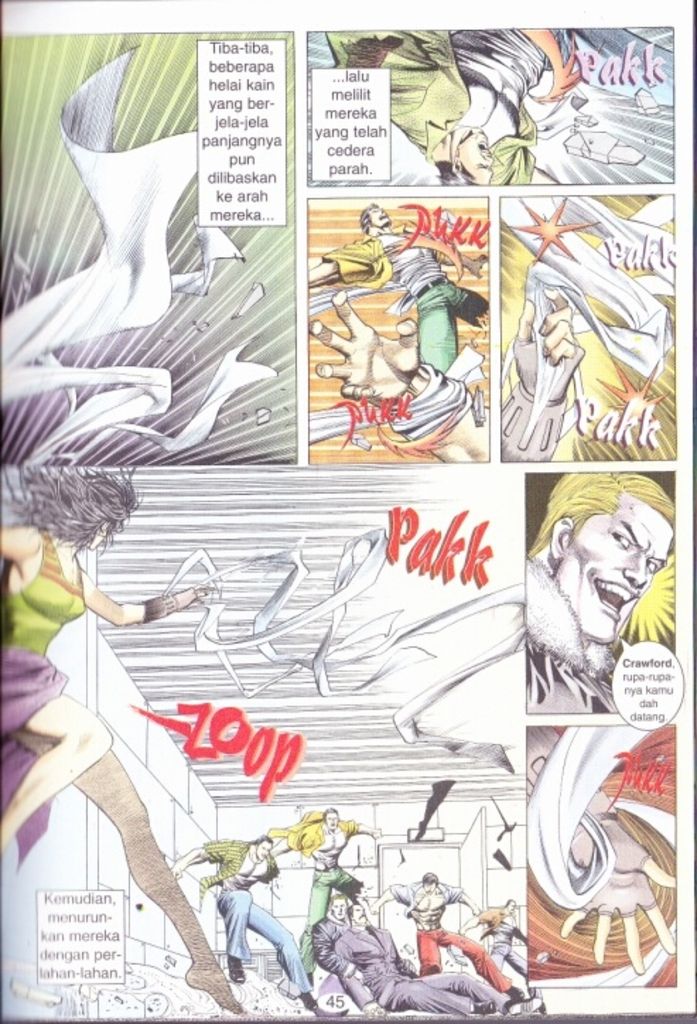 Tiba-tiba,
beberapa
helai kain
yang ber-
jela-jela
panjangnya
pun
dilibaskan
ke arah
mereka...
...lalu
melilit
mereka
yang telah
cedera
parah.
Pakk
Pakk
Pukk
Pukk
Pakk
Pakk
Zoop
Crawford,
rupa-rupa-
nya kamu
dah
datang.
Pukk
Kemudian,
menurun-
kan mereka
dengan per-
lahan-lahan.
45